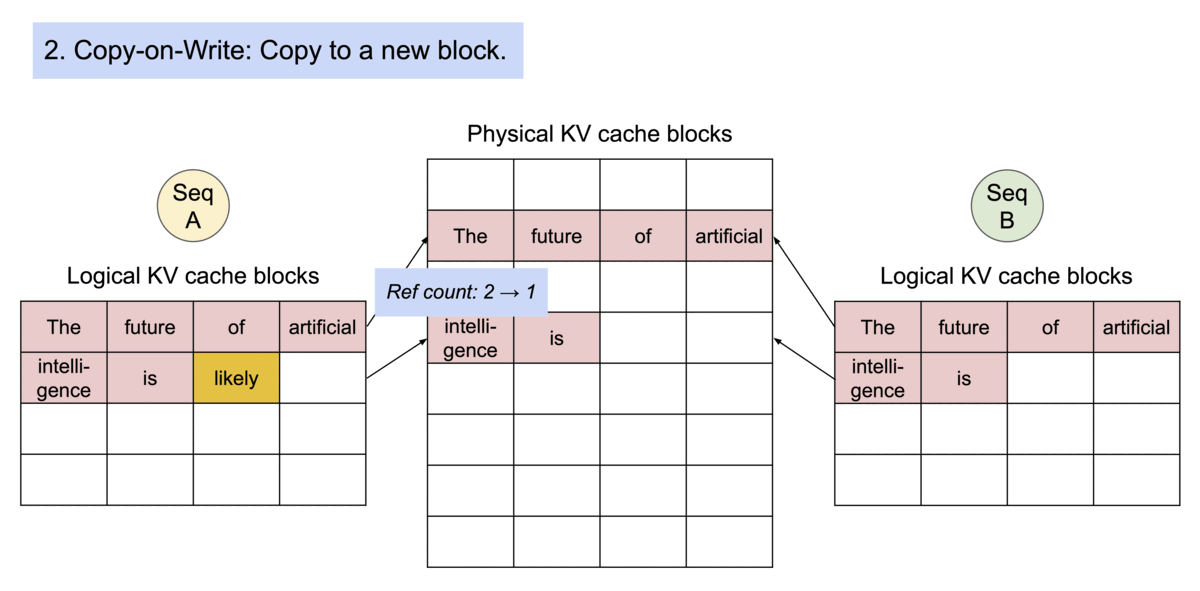 2. Copy-on-Write: Copy to a new block.
Physical KV cache blocks
Seq
A
Seq
B
Logical KV cache blocks
The future of artificial
intelli-
gence is likely
The future of artificial
Ref count: 2 → 1
intelli-
gence is
Logical KV cache blocks
The future of artificial
intelli-
gence is